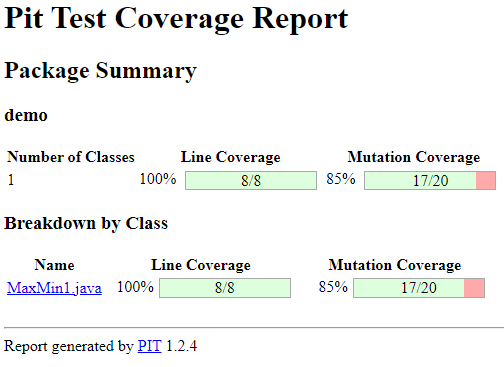 Pit Test Coverage Report
Package Summary
demo
Number of Classes Line Coverage Mutation Coverage
1 100% 8/8 85% 17/20
Breakdown by Class
Name Line Coverage Mutation Coverage
MaxMin1.java 100% 8/8 85% 17/20
Report generated by PIT 1.2.4